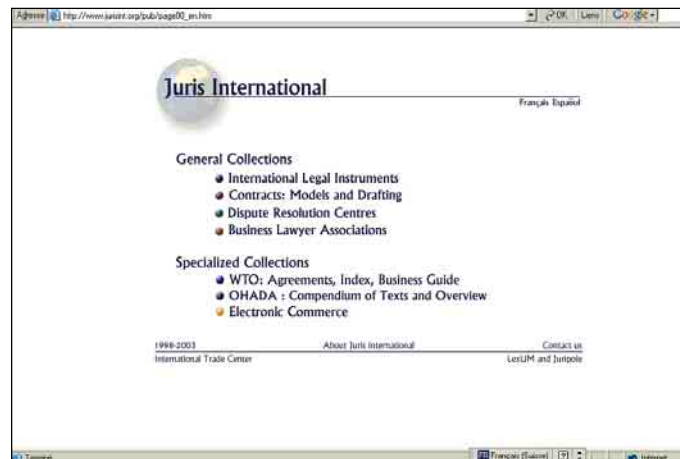 Adresse http://www.jurisint.org/pub/page00_en.htm OK Liens Google
Juris International
Français Español
General Collections
International Legal Instruments
Contracts: Models and Drafting
Dispute Resolution Centres
Business Lawyer Associations
Specialized Collections
WTO: Agreements, Index, Business Guide
OHADA : Compendium of Texts and Overview
Electronic Commerce
1998-2003 About Juris International Contact us
International Trade Center LexUM and Juripole
Terminé Français (Suisse) Internet